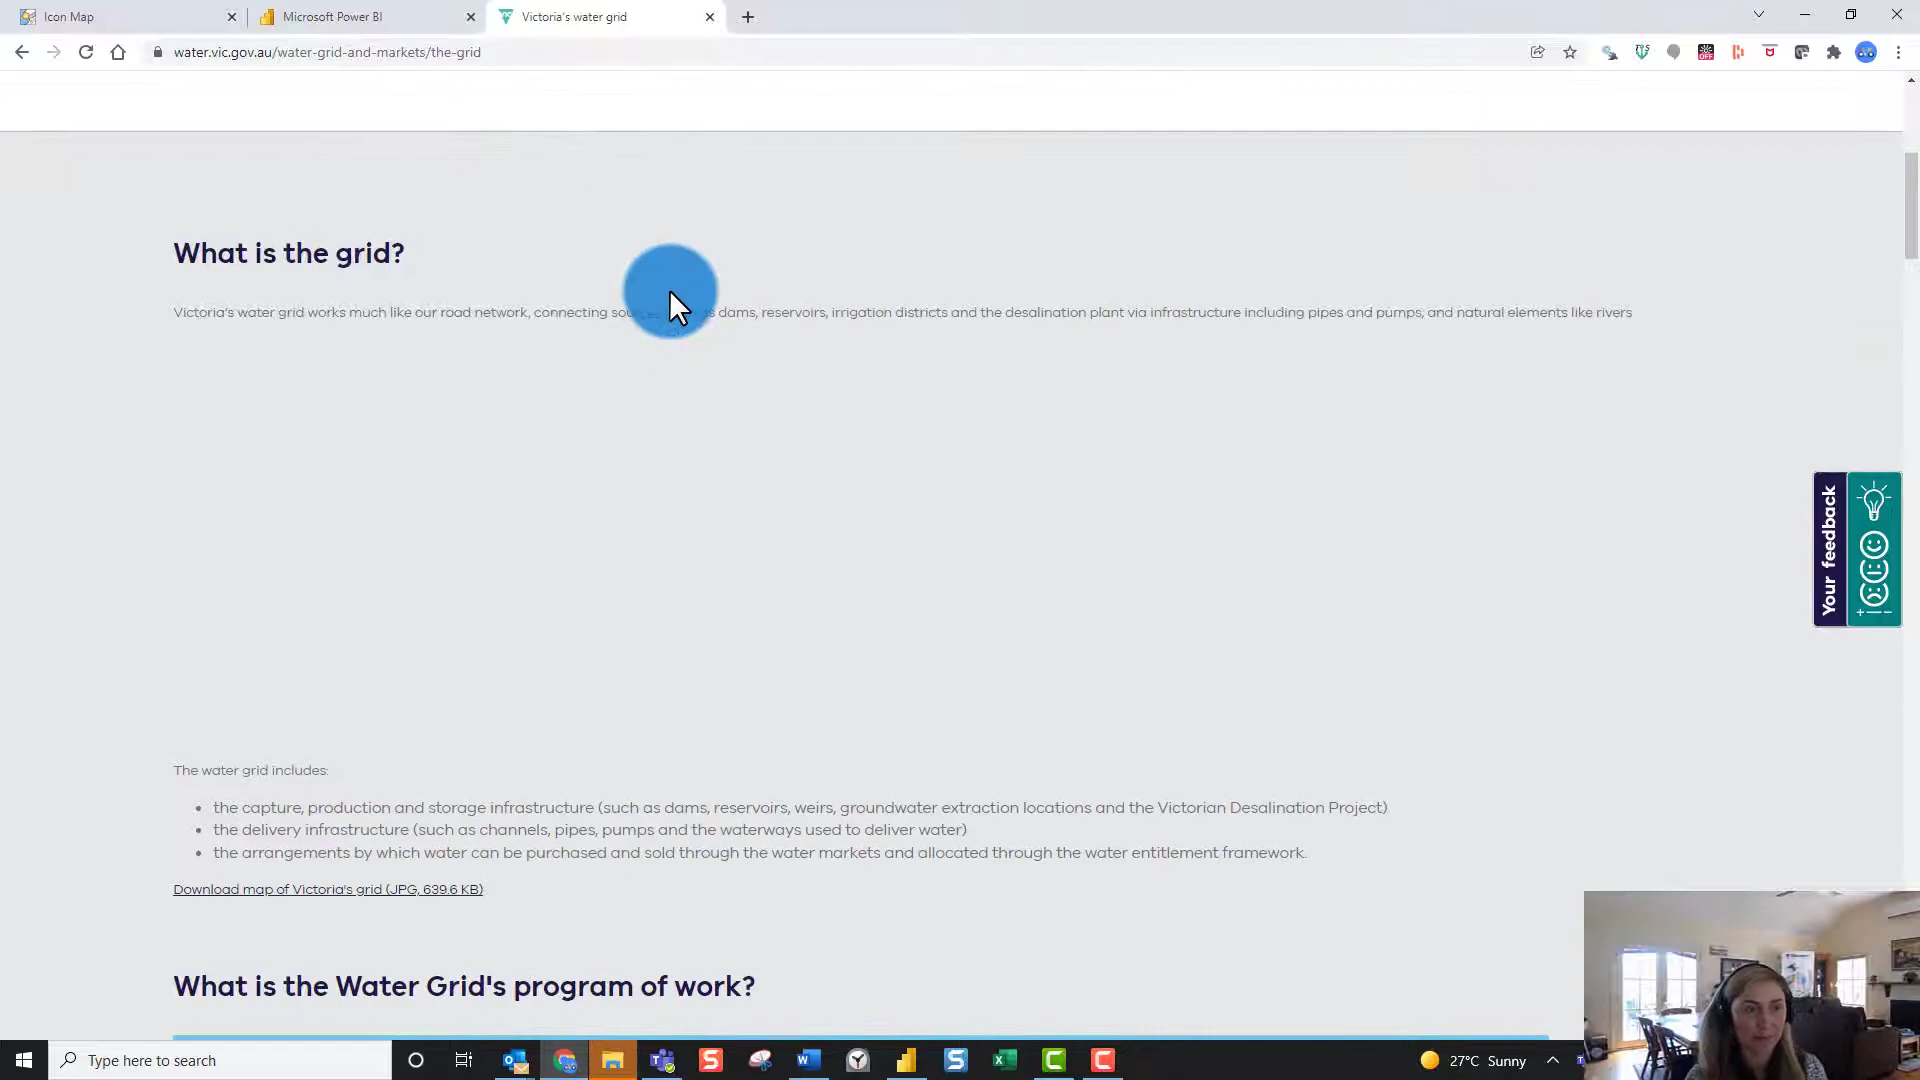 Icon Map
Microsoft Power BI
Victoria's water grid
water.vic.gov.au/water-grid-and-markets/the-grid
OFF
What is the grid?
Victoria's water grid works much like our road network, connecting dams, reservoirs, irrigation districts and the desalination plant via infrastructure including pipes and pumps; and natural elements like rivers
Your feedback
The water grid includes:
• the capture, production and storage infrastructure (such as dams, reservoirs, weirs, groundwater extraction locations and the Victorian Desalination Project)
• the delivery infrastructure (such as channels, pipes, pumps and the waterways used to deliver water)
• the arrangements by which water can be purchased and sold through the water markets and allocated through the water entitlement framework.
Download map of Victoria's grid (JPG, 639.6 KB)
What is the Water Grid's program of work?
Type here to search
27°C Sunny